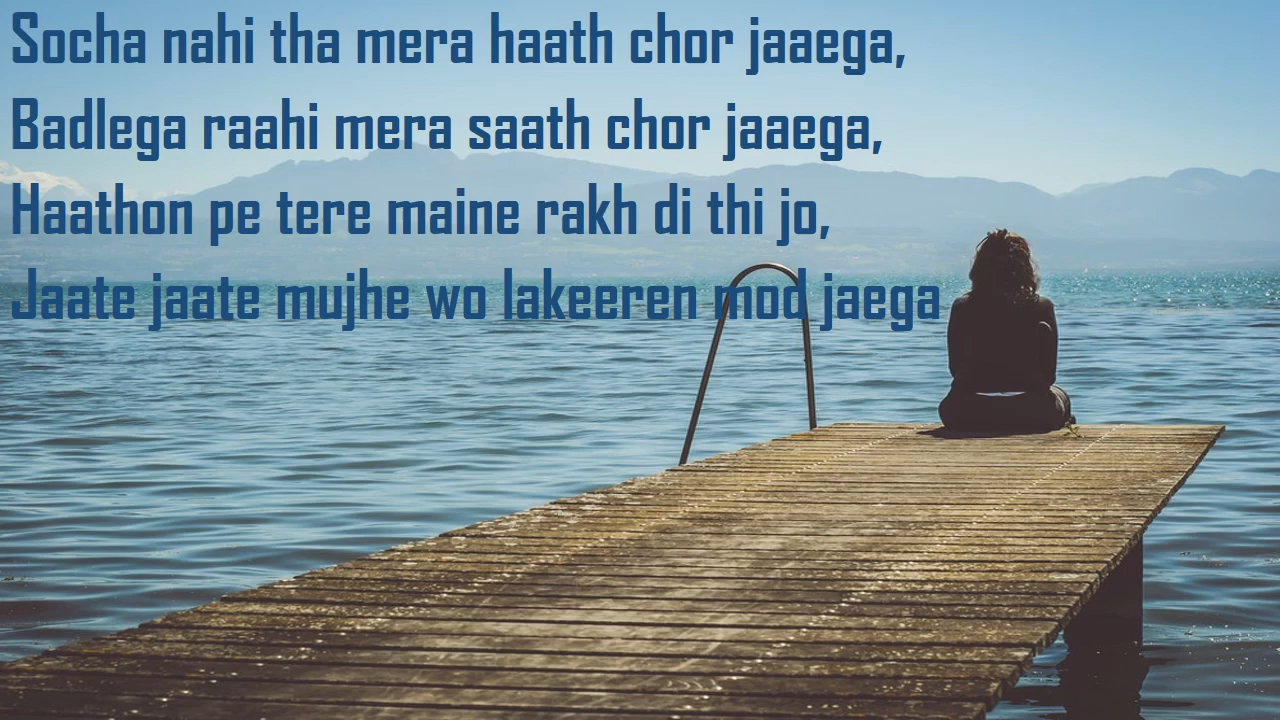 Socha nahi tha mera haath chor jaaega,
Badlega raahi mera saath chor jaaega,
Haathon pe tere maine rakh di thi jo,
Jaate jaate mujhe wo lakeeren mod jaega